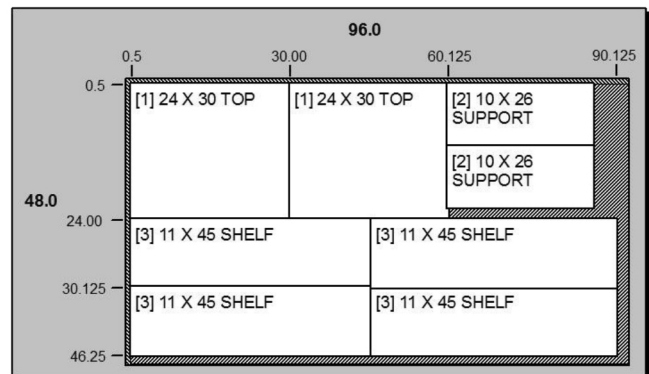 96.0
0.5 30.00 60.125 90.125
0.5
[1] 24 X 30 TOP [1] 24 X 30 TOP [2] 10 X 26
SUPPORT
[2] 10 X 26
SUPPORT
48.0
24.00
[3] 11 X 45 SHELF [3] 11 X 45 SHELF
30.125
[3] 11 X 45 SHELF [3] 11 X 45 SHELF
46.25